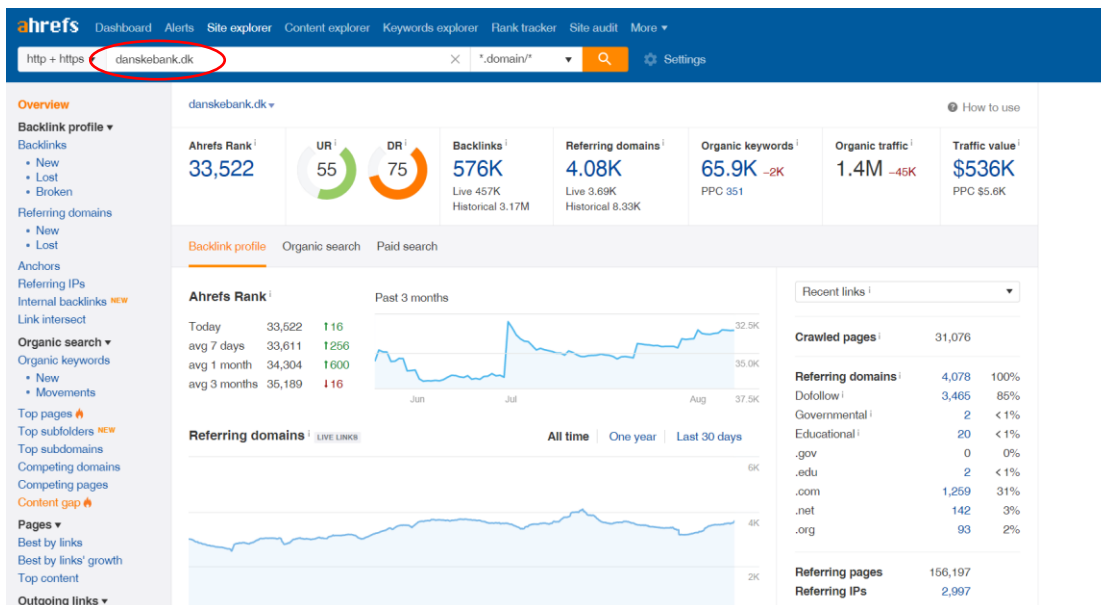 ahrefs Dashboard Alerts Site explorer Content explorer Keywords explorer Rank tracker Site audit More ▾
http + https ▾ danskebank.dk × *.domain/* ▾ Settings
Overview
Backlink profile ▾
Backlinks
• New
• Lost
• Broken
Referring domains
• New
• Lost
Anchors
Referring IPs
Internal backlinks NEW
Link intersect
Organic search ▾
Organic keywords
• New
• Movements
Top pages
Top subfolders NEW
Top subdomains
Competing domains
Competing pages
Content gap
Pages ▾
Best by links
Best by links' growth
Top content
Outgoing links ▾
danskebank.dk ▾
? How to use
Ahrefs Rank i
33,522
UR i
55
DR i
75
Backlinks i
576K
Live 457K
Historical 3.17M
Referring domains i
4.08K
Live 3.69K
Historical 8.33K
Organic keywords i
65.9K –2K
PPC 351
Organic traffic i
1.4M –45K
Traffic value i
$536K
PPC $5.6K
Backlink profile Organic search Paid search
Ahrefs Rank i
Today 33,522 ↑16
avg 7 days 33,611 ↑256
avg 1 month 34,304 ↑600
avg 3 months 35,189 ↓16
Past 3 months
32.5K
35.0K
37.5K
Jun Jul Aug
Referring domains i LIVE LINKS
All time One year Last 30 days
6K
4K
2K
Recent links i ▾
Crawled pages i 31,076
Referring domains i 4,078 100%
Dofollow i 3,465 85%
Governmental i 2 <1%
Educational i 20 <1%
.gov 0 0%
.edu 2 <1%
.com 1,259 31%
.net 142 3%
.org 93 2%
Referring pages 156,197
Referring IPs 2,997